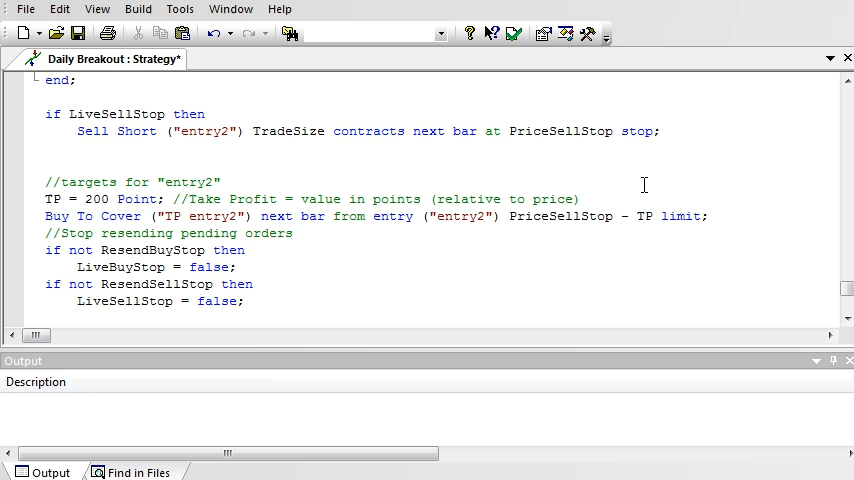 File Edit View Build Tools Window Help
Daily Breakout : Strategy*
end;
if LiveSellStop then
Sell Short ("entry2") TradeSize contracts next bar at PriceSellStop stop;
//targets for "entry2"
TP = 200 Point; //Take Profit = value in points (relative to price)
Buy To Cover ("TP entry2") next bar from entry ("entry2") PriceSellStop - TP limit;
//Stop resending pending orders
if not ResendBuyStop then
LiveBuyStop = false;
if not ResendSellStop then
LiveSellStop = false;
Output
Description
Output Find in Files